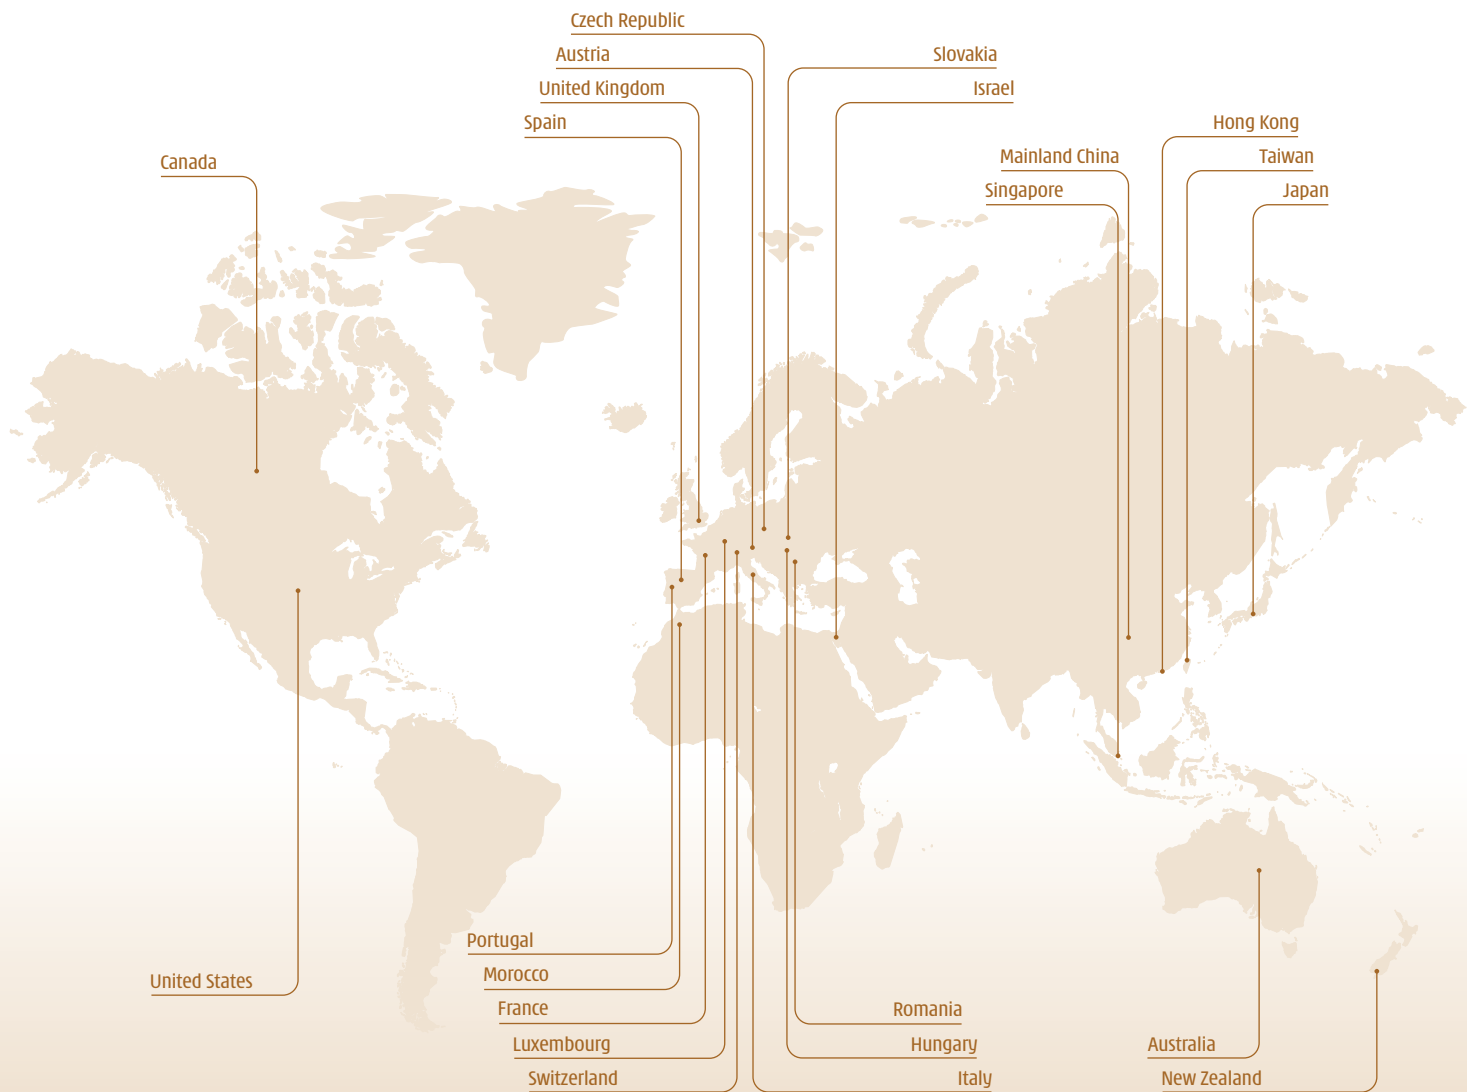 Czech Republic
Austria
Slovakia
United Kingdom
Israel
Spain
Hong Kong
Canada
Mainland China
Taiwan
Singapore
Japan
Portugal
Morocco
United States
France
Romania
Luxembourg
Hungary
Australia
Switzerland
Italy
New Zealand